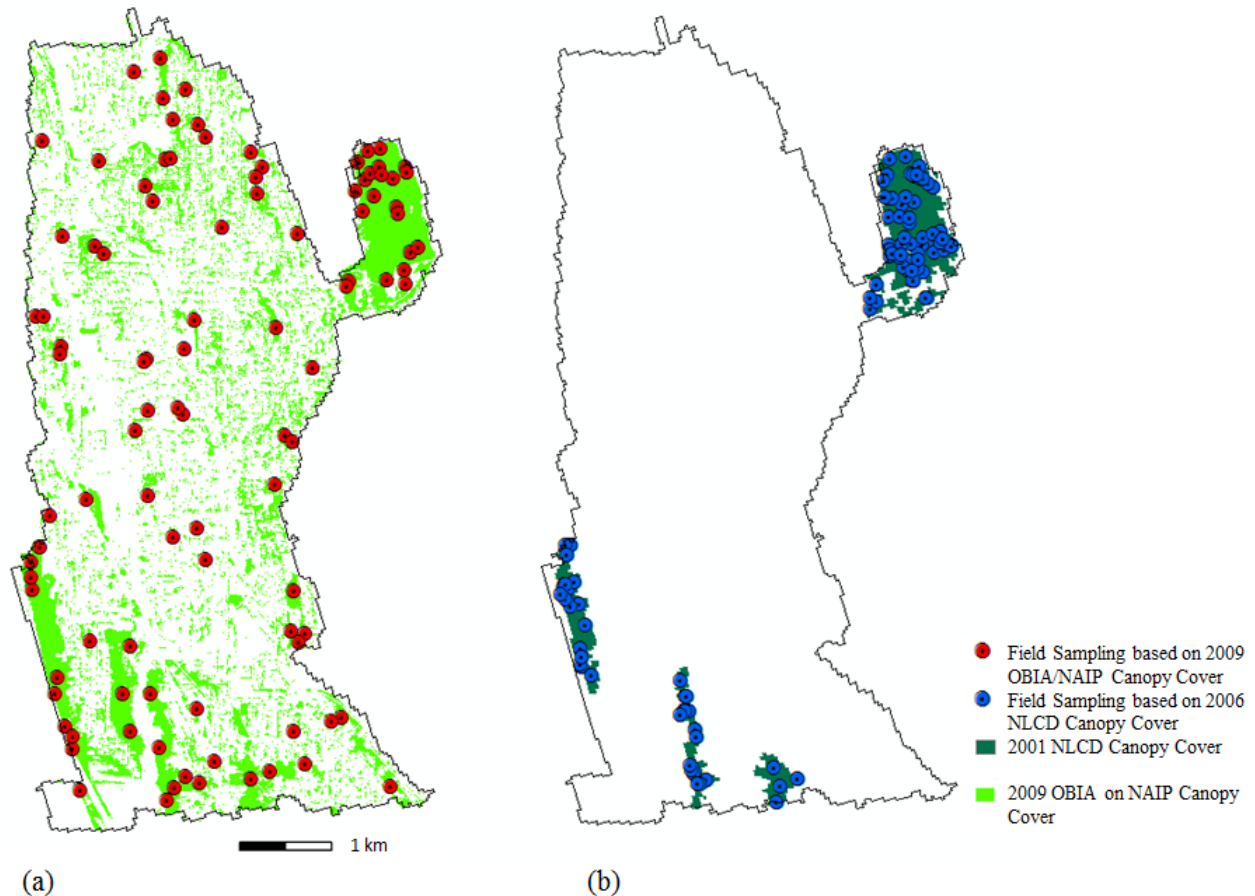 Field Sampling based on 2009
OBIA/NAIP Canopy Cover
Field Sampling based on 2006
NLCD Canopy Cover
2001 NLCD Canopy Cover
2009 OBIA on NAIP Canopy
Cover
1 km
(a)
(b)